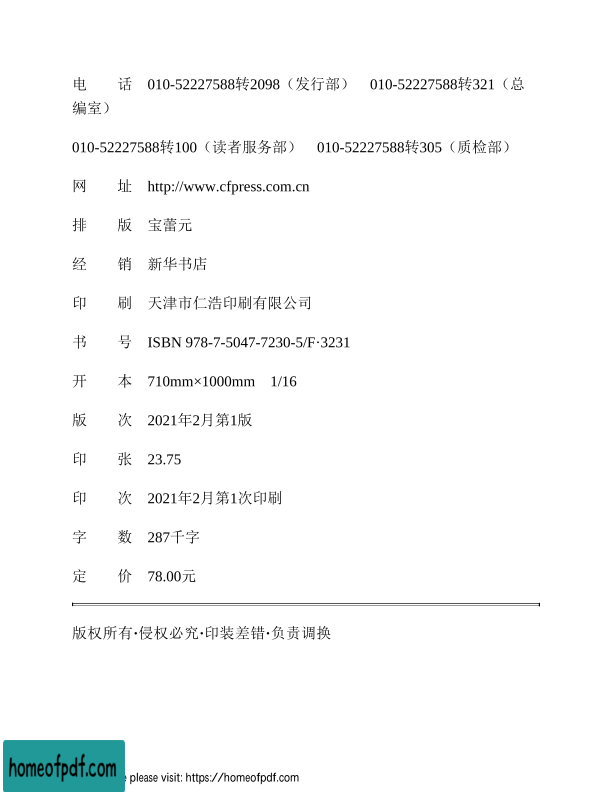 电　　话　010-52227588转2098（发行部）　010-52227588转321（总
编室）
010-52227588转100（读者服务部）　010-52227588转305（质检部）
网　　址　http://www.cfpress.com.cn
排　　版　宝蕾元
经　　销　新华书店
印　　刷　天津市仁浩印刷有限公司
书　　号　ISBN 978-7-5047-7230-5/F·3231
开　　本　710mm×1000mm　1/16
版　　次　2021年2月第1版
印　　张　23.75
印　　次　2021年2月第1次印刷
字　　数　287千字
定　　价　78.00元
版权所有·侵权必究·印装差错·负责调换
homeofpdf.com
please visit: https://homeofpdf.com